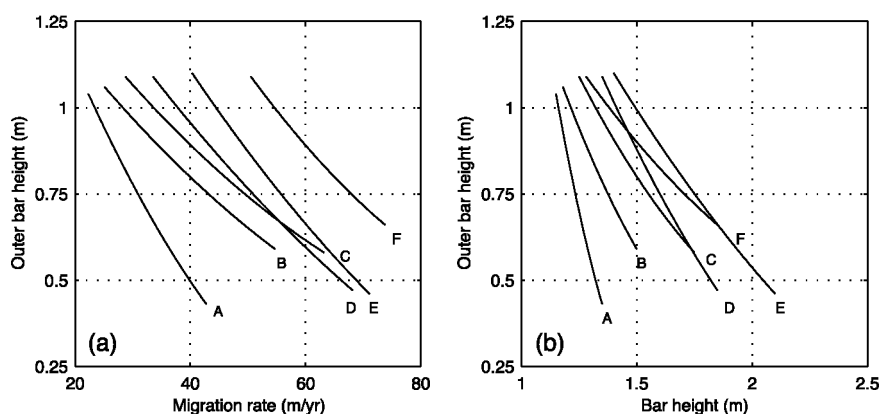 1.25
1
0.75
0.5
0.25
Outer bar height (m)
A
B
C
D
E
F
(a)
20
40
60
80
Migration rate (m/yr)
1.25
1
0.75
0.5
0.25
Outer bar height (m)
A
B
C
D
E
F
(b)
1
1.5
2
2.5
Bar height (m)